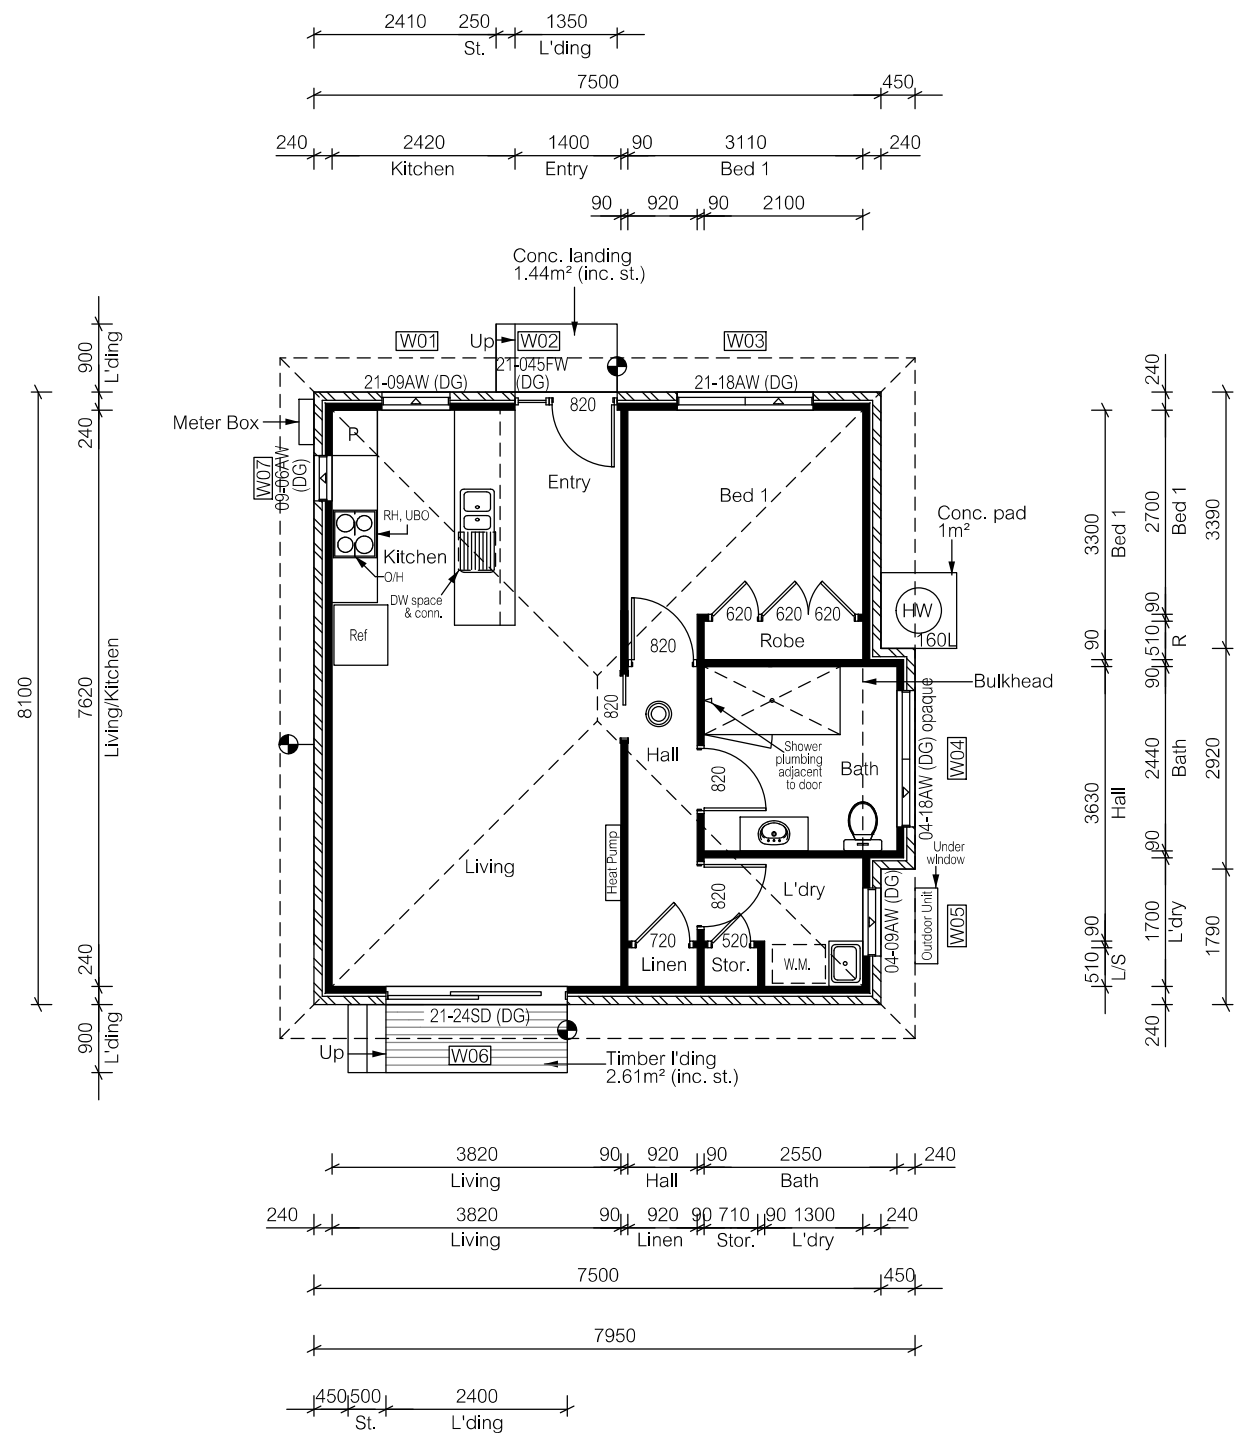 2410 250 1350
St. L'ding
7500 450
240 2420 1400 90 3110 240
Kitchen Entry Bed 1
90 920 90 2100
Conc. landing
1.44m² (inc. st.)
W01 Up W02 W03
21-045FW
(DG)
21-09AW (DG) 21-18AW (DG)
820
Meter Box
P
W07
09-06AW
(DG)
Entry
Bed 1
RH, UBO
Kitchen
O/H
DW space
& conn.
Ref
Conc. pad
1m²
HW
160L
620 620 620
Robe
820
820
Bulkhead
Hall
Shower
plumbing
adjacent
to door
Bath
820
04-18AW (DG) opaque
W04
Under
window
Heat Pump
Living
L'dry
820
04-09AW (DG)
Outdoor Unit
W05
720 520
Linen Stor. W.M.
21-24SD (DG)
Up W06
Timber l'ding
2.61m² (inc. st.)
8100
900
L'ding
240
7620
Living/Kitchen
240
900
L'ding
3300
Bed 1
90
3630
Hall
90
510
L/S
240
2700
Bed 1
90
510
R
90
2440
Bath
90
1700
L'dry
240
3390
2920
1790
3820 90 920 90 2550 240
Living Hall Bath
240 3820 90 920 90 710 90 1300 240
Living Linen Stor. L'dry
7500 450
7950
450 500 2400
St. L'ding